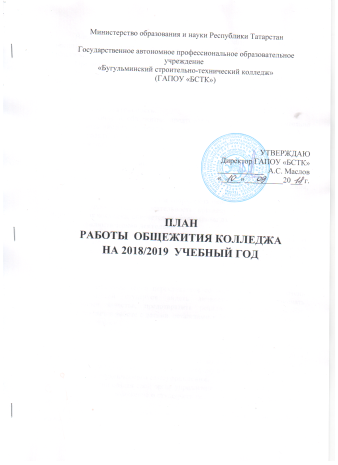 Министерство образования и науки Республики Татарстан
Государственное автономное профессиональное образовательное
учреждение
«Бугульминский строительно-технический колледж»
(ГАПОУ «БСТК»)
УТВЕРЖДАЮ
Директор ГАПОУ «БСТК»
А.С. Маслов
« 10 » 09 20 18 г.
ПЛАН
РАБОТЫ ОБЩЕЖИТИЯ КОЛЛЕДЖА
НА 2018/2019 УЧЕБНЫЙ ГОД